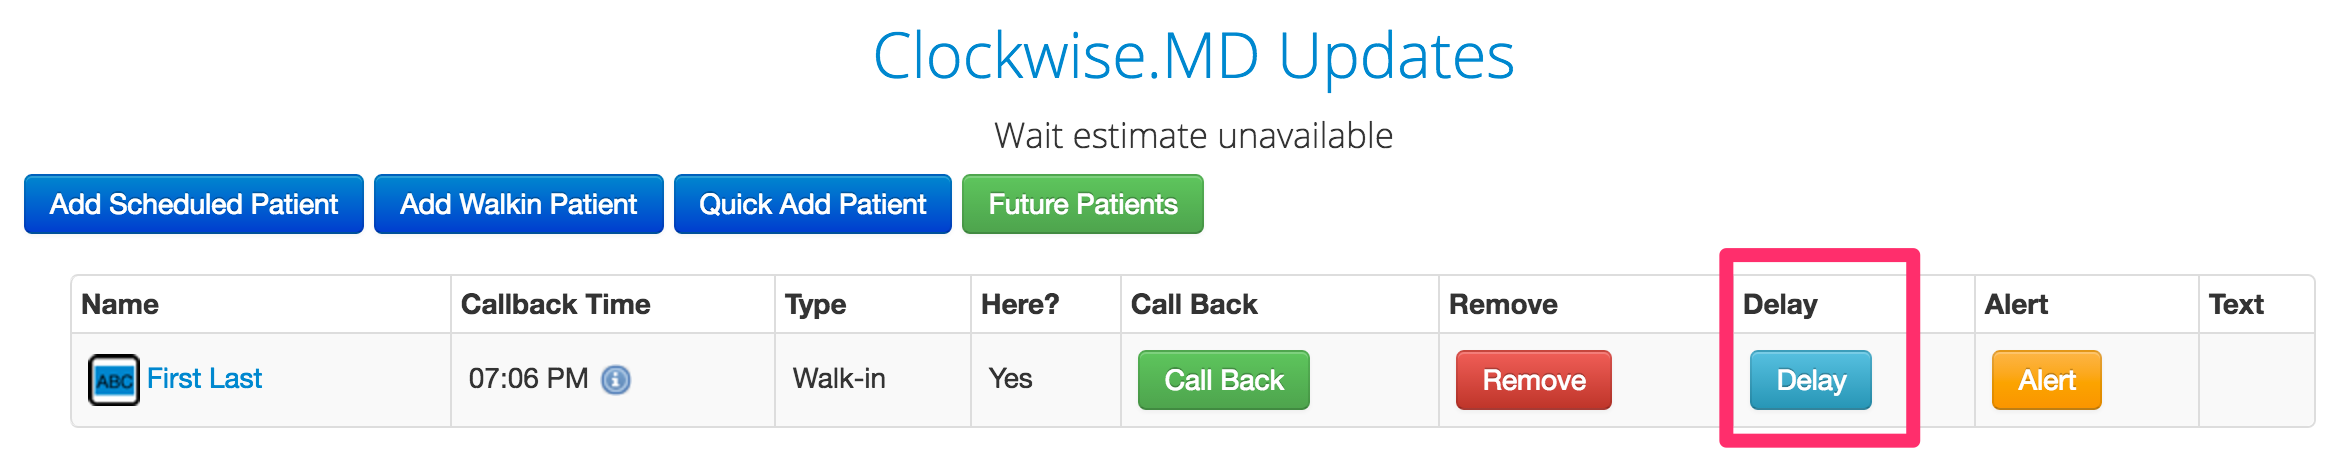 Clockwise.MD Updates
Wait estimate unavailable
Add Scheduled Patient Add Walkin Patient Quick Add Patient Future Patients
Name Callback Time Type Here? Call Back Remove Delay Alert Text
ABC First Last 07:06 PM i Walk-in Yes Call Back Remove Delay Alert